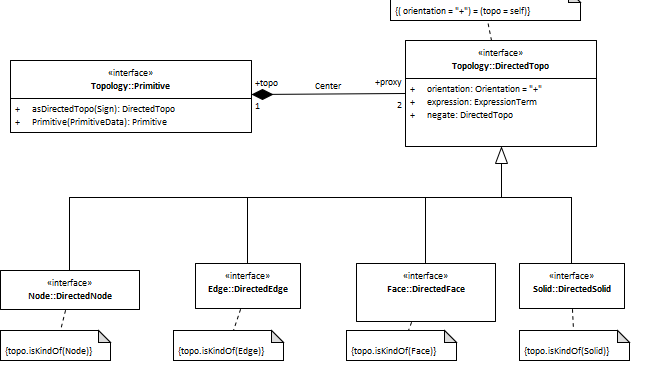 {( orientation = "+") = (topo = self)}
«interface»
Topology::Primitive
+ asDirectedTopo(Sign): DirectedTopo
+ Primitive(PrimitiveData): Primitive
+topo
1
Center
+proxy
2
«interface»
Topology::DirectedTopo
+ orientation: Orientation = "+"
+ expression: ExpressionTerm
+ negate: DirectedTopo
«interface»
Node::DirectedNode
«interface»
Edge::DirectedEdge
«interface»
Face::DirectedFace
«interface»
Solid::DirectedSolid
{topo.isKindOf(Node)}
{topo.isKindOf(Edge)}
{topo.isKindOf(Face)}
{topo.isKindOf(Solid)}